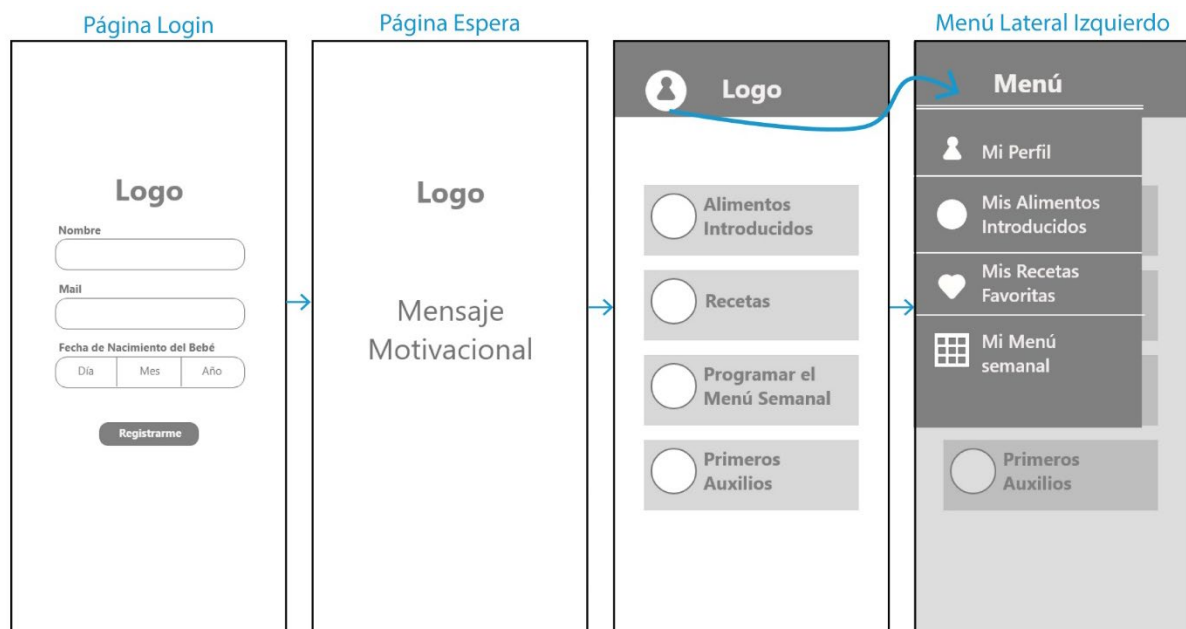 Página Login
Logo
Nombre
Mail
Fecha de Nacimiento del Bebé
Día Mes Año
Registrarme
Página Espera
Logo
Mensaje
Motivacional
Logo
Alimentos
Introducidos
Recetas
Programar el
Menú Semanal
Primeros
Auxilios
Menú Lateral Izquierdo
Menú
Mi Perfil
Mis Alimentos
Introducidos
Mis Recetas
Favoritas
Mi Menú
semanal
Primeros
Auxilios